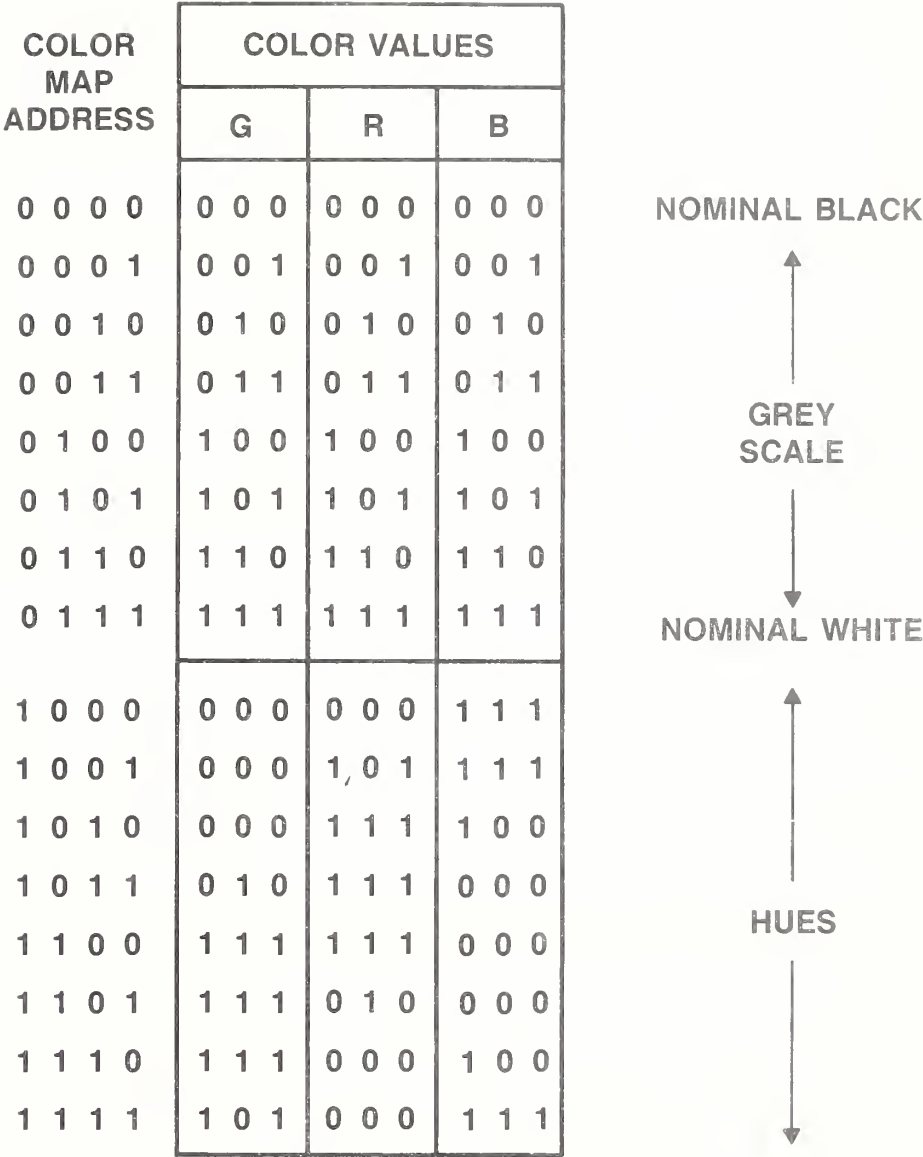 COLOR
MAP
ADDRESS
COLOR VALUES
G R B
0 0 0 0 0 0 0 0 0 0 0 0 0 NOMINAL BLACK
0 0 0 1 0 0 1 0 0 1 0 0 1
0 0 1 0 0 1 0 0 1 0 0 1 0
0 0 1 1 0 1 1 0 1 1 0 1 1
0 1 0 0 1 0 0 1 0 0 1 0 0
GREY
SCALE
0 1 0 1 1 0 1 1 0 1 1 0 1
0 1 1 0 1 1 0 1 1 0 1 1 0
0 1 1 1 1 1 1 1 1 1 1 1 1
NOMINAL WHITE
1 0 0 0 0 0 0 0 0 0 1 1 1
1 0 0 1 0 0 0 1 0 1 1 1 1
1 0 1 0 0 0 0 1 1 1 1 0 0
1 0 1 1 0 1 0 1 1 1 0 0 0
HUES
1 1 0 0 1 1 1 1 1 1 0 0 0
1 1 0 1 1 1 1 0 1 0 0 0 0
1 1 1 0 1 1 1 0 0 0 1 0 0
1 1 1 1 1 0 1 0 0 0 1 1 1